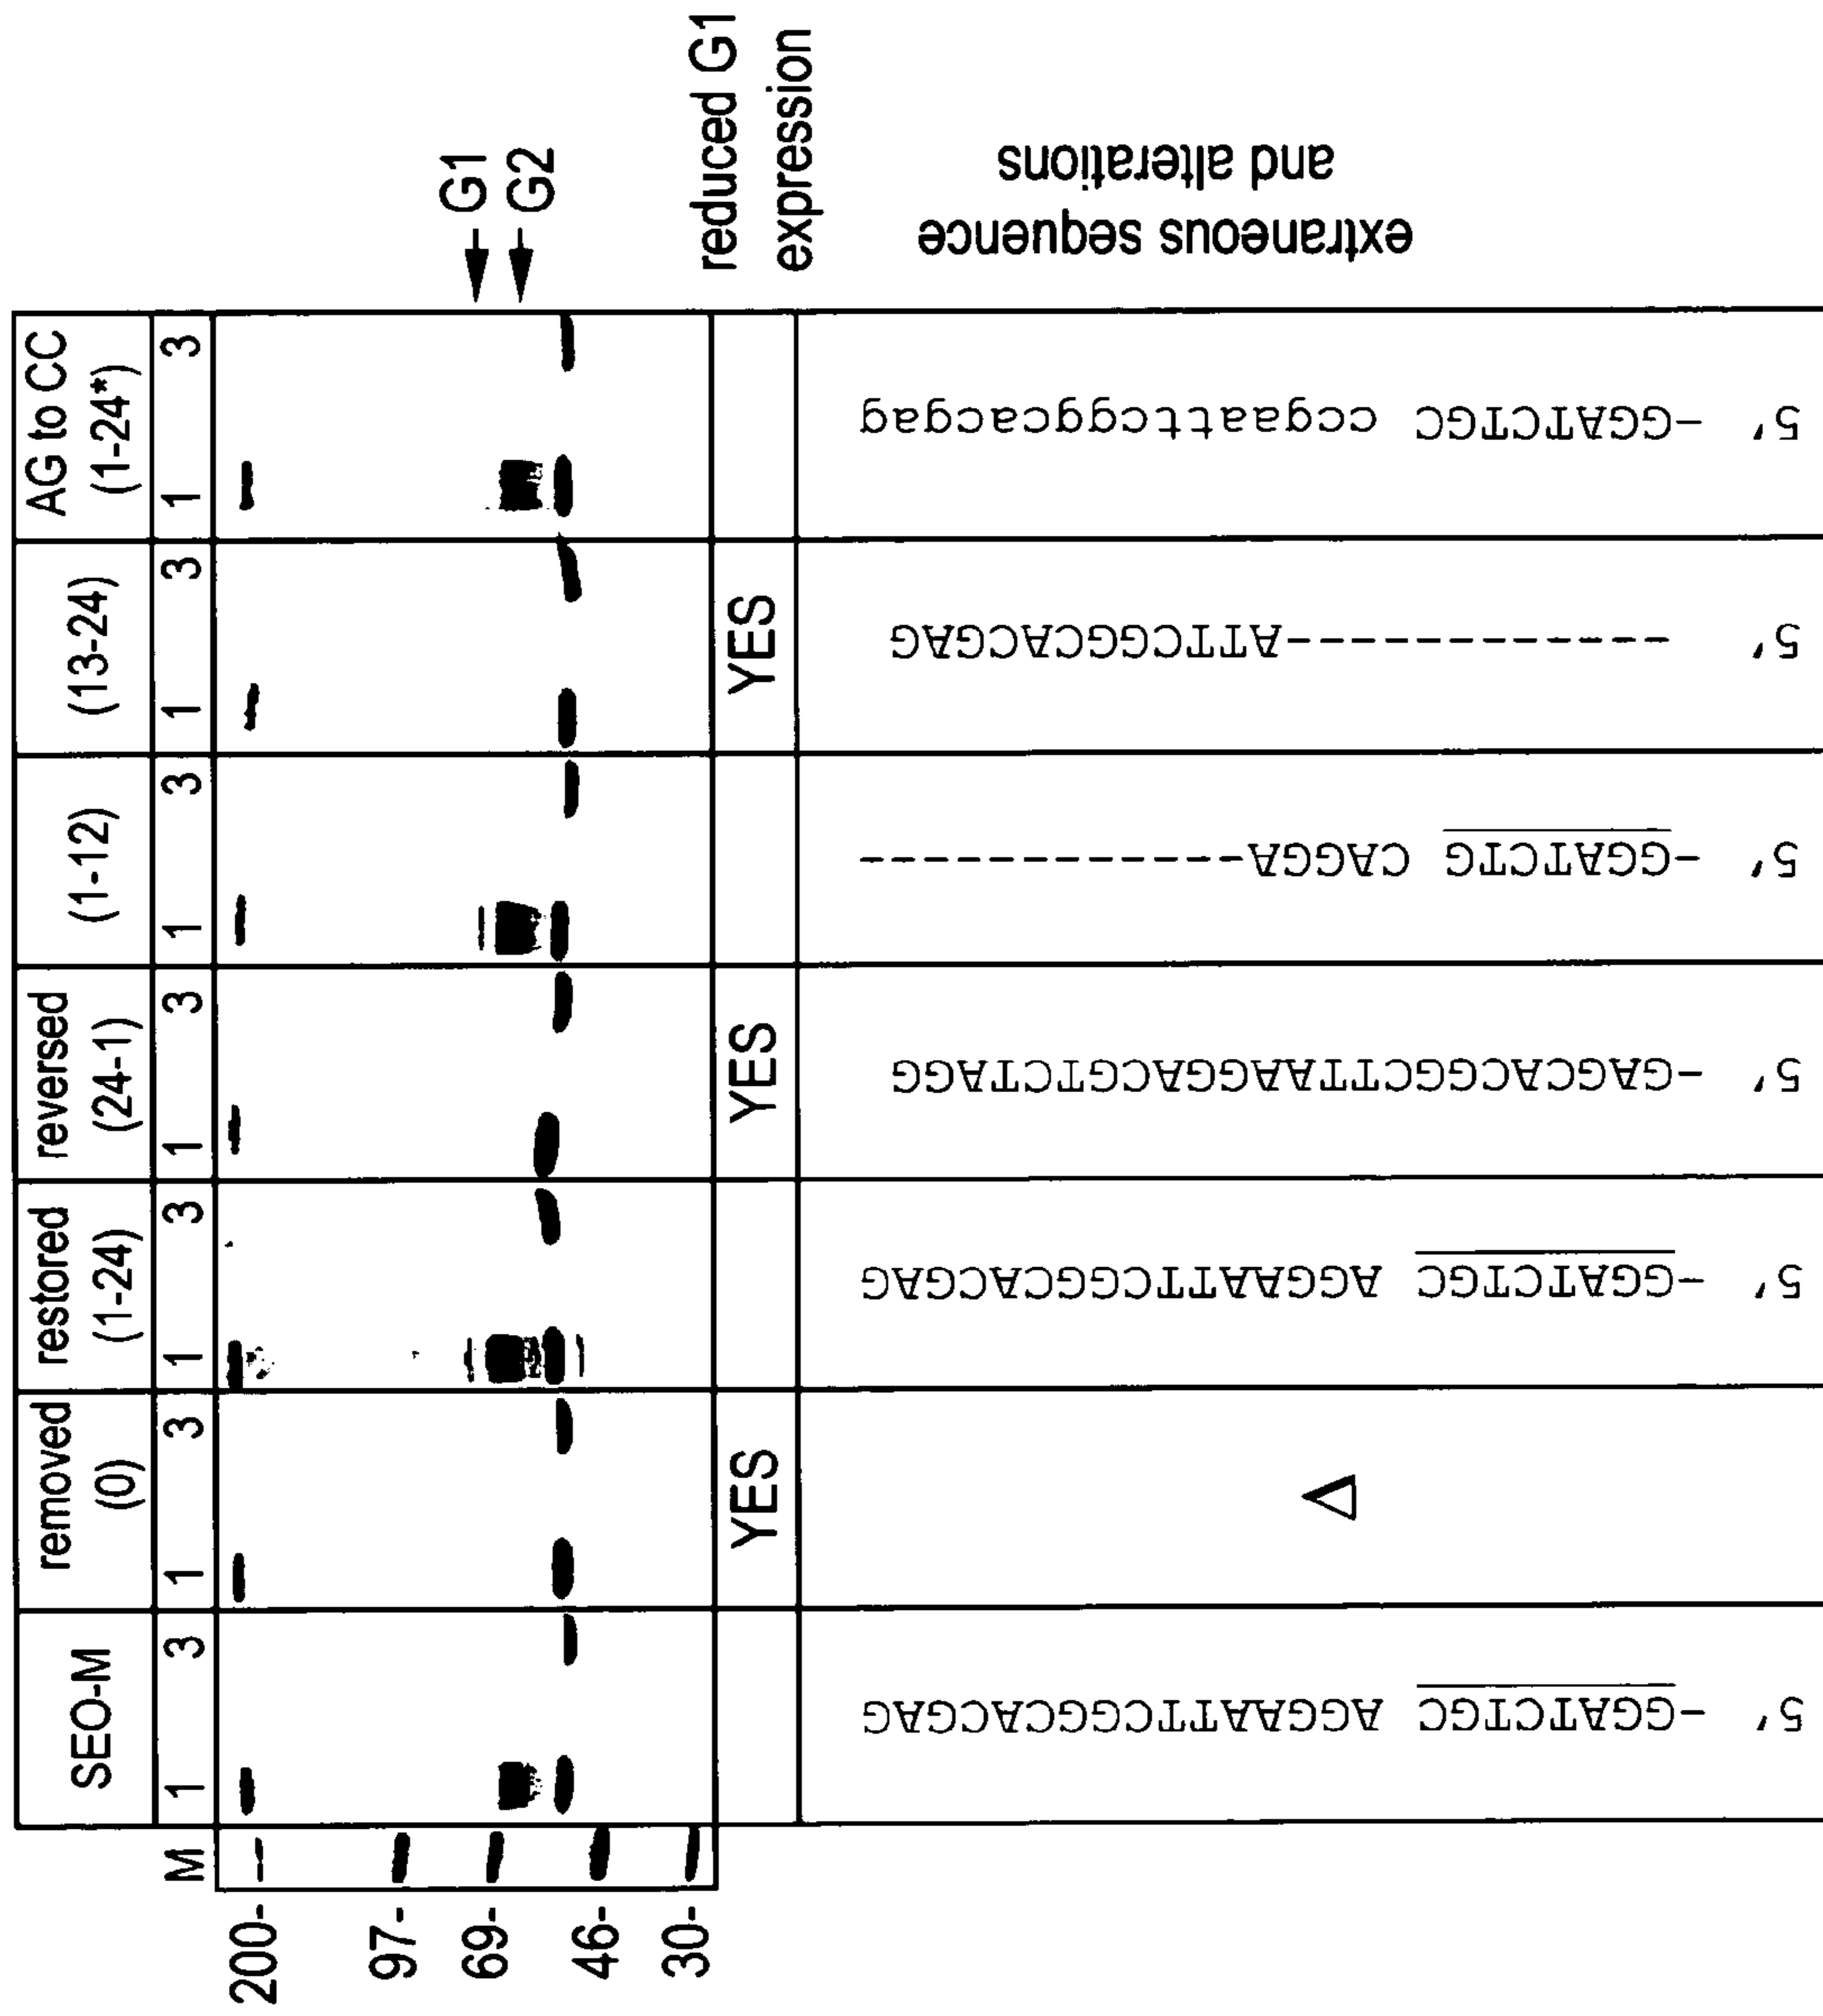 SEO-M
removed
(0)
restored
(1-24)
reversed
(24-1)
(1-12)
(13-24)
AG to CC
(1-24*)
M 1 3 1 3 1 3 1 3 1 3 1 3 1 3
200-
97-
69-
46-
30-
G1
G2
YES YES YES
reduced G1
expression
5' -GGATCTGC AGGAATTCGGCACGAG
Δ
5' -GGATCTGC AGGAATTCGGCACGAG
5' -GAGCACGGCTTAAGGACGTCTAGG
5' -GGATCTG CAGGA------------
5' ------------ATTCGGCACGAG
5' -GGATCTGC ccgaattcggcacgag
extraneous sequence
and alterations